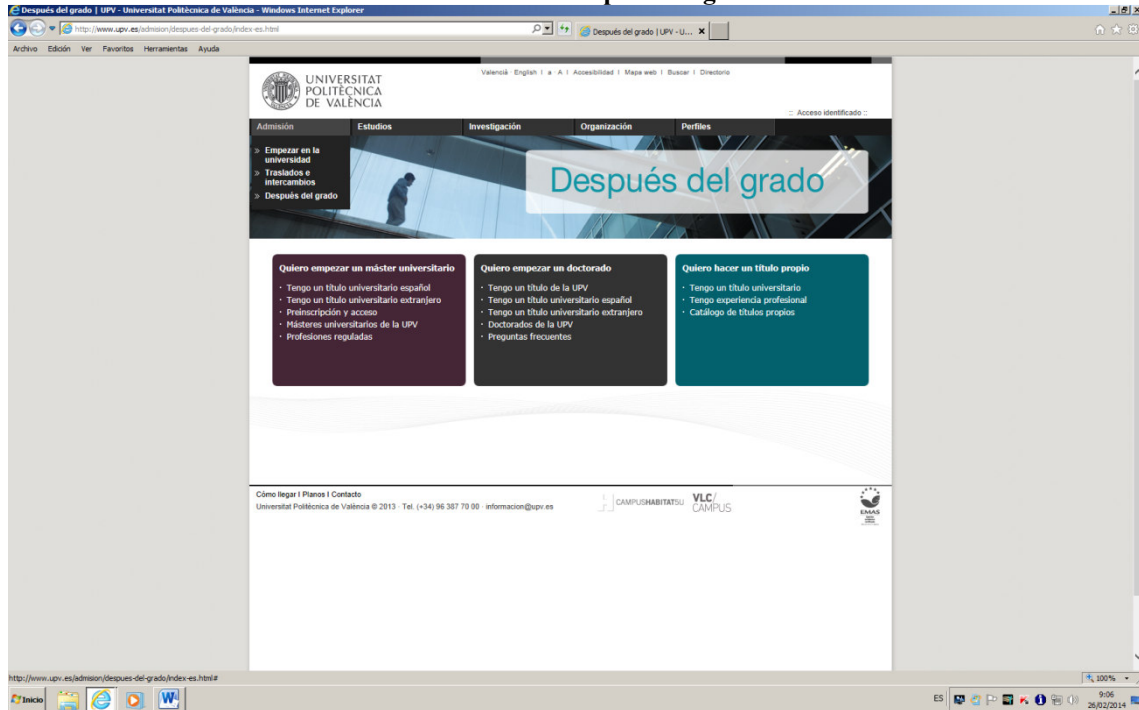 Después del grado | UPV - Universitat Politècnica de València - Windows Internet Explorer
http://www.upv.es/admision/despues-del-grado/index-es.html
Después del grado | UPV - U...
Archivo Edición Ver Favoritos Herramientas Ayuda
UNIVERSITAT
POLITÈCNICA
DE VALÈNCIA
Valencià · English I a · A I Accesibilidad I Mapa web I Buscar I Directorio
:: Acceso identificado ::
Admisión Estudios Investigación Organización Perfiles
» Empezar en la
universidad
» Traslados e
intercambios
» Después del grado
Después del grado
Quiero empezar un máster universitario
· Tengo un título universitario español
· Tengo un título universitario extranjero
· Preinscripción y acceso
· Másteres universitarios de la UPV
· Profesiones reguladas
Quiero empezar un doctorado
· Tengo un título de la UPV
· Tengo un título universitario español
· Tengo un título universitario extranjero
· Doctorados de la UPV
· Preguntas frecuentes
Quiero hacer un título propio
· Tengo un título universitario
· Tengo experiencia profesional
· Catálogo de títulos propios
Cómo llegar I Planos I Contacto
Universitat Politècnica de València © 2013 · Tel. (+34) 96 387 70 00 · informacion@upv.es
CAMPUSHABITAT5U
VLC/
CAMPUS
EMAS
http://www.upv.es/admision/despues-del-grado/index-es.html#
100%
Inicio
ES
9:06
26/02/2014